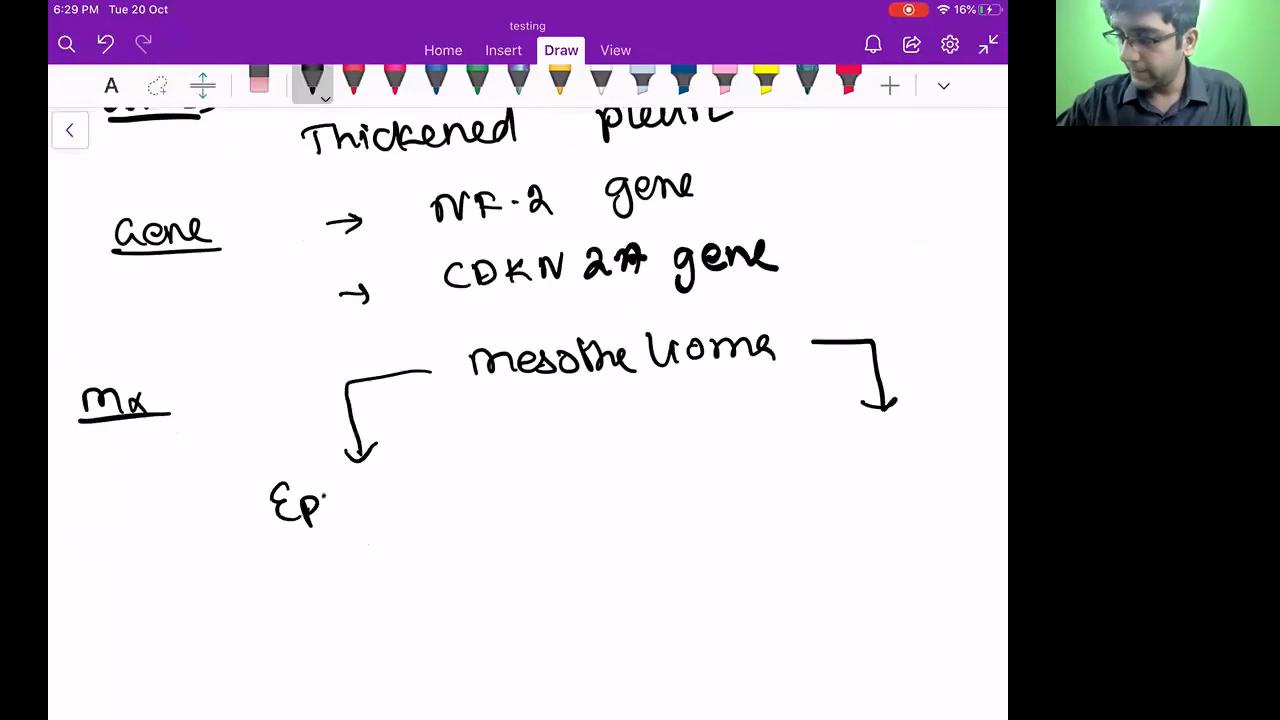 6:29 PM Tue 20 Oct 16%
testing
Home Insert Draw View
A
Thickened
Gene → NF-2 gene
→ CDKN 2A gene
mesothelioma
Mx
Ep